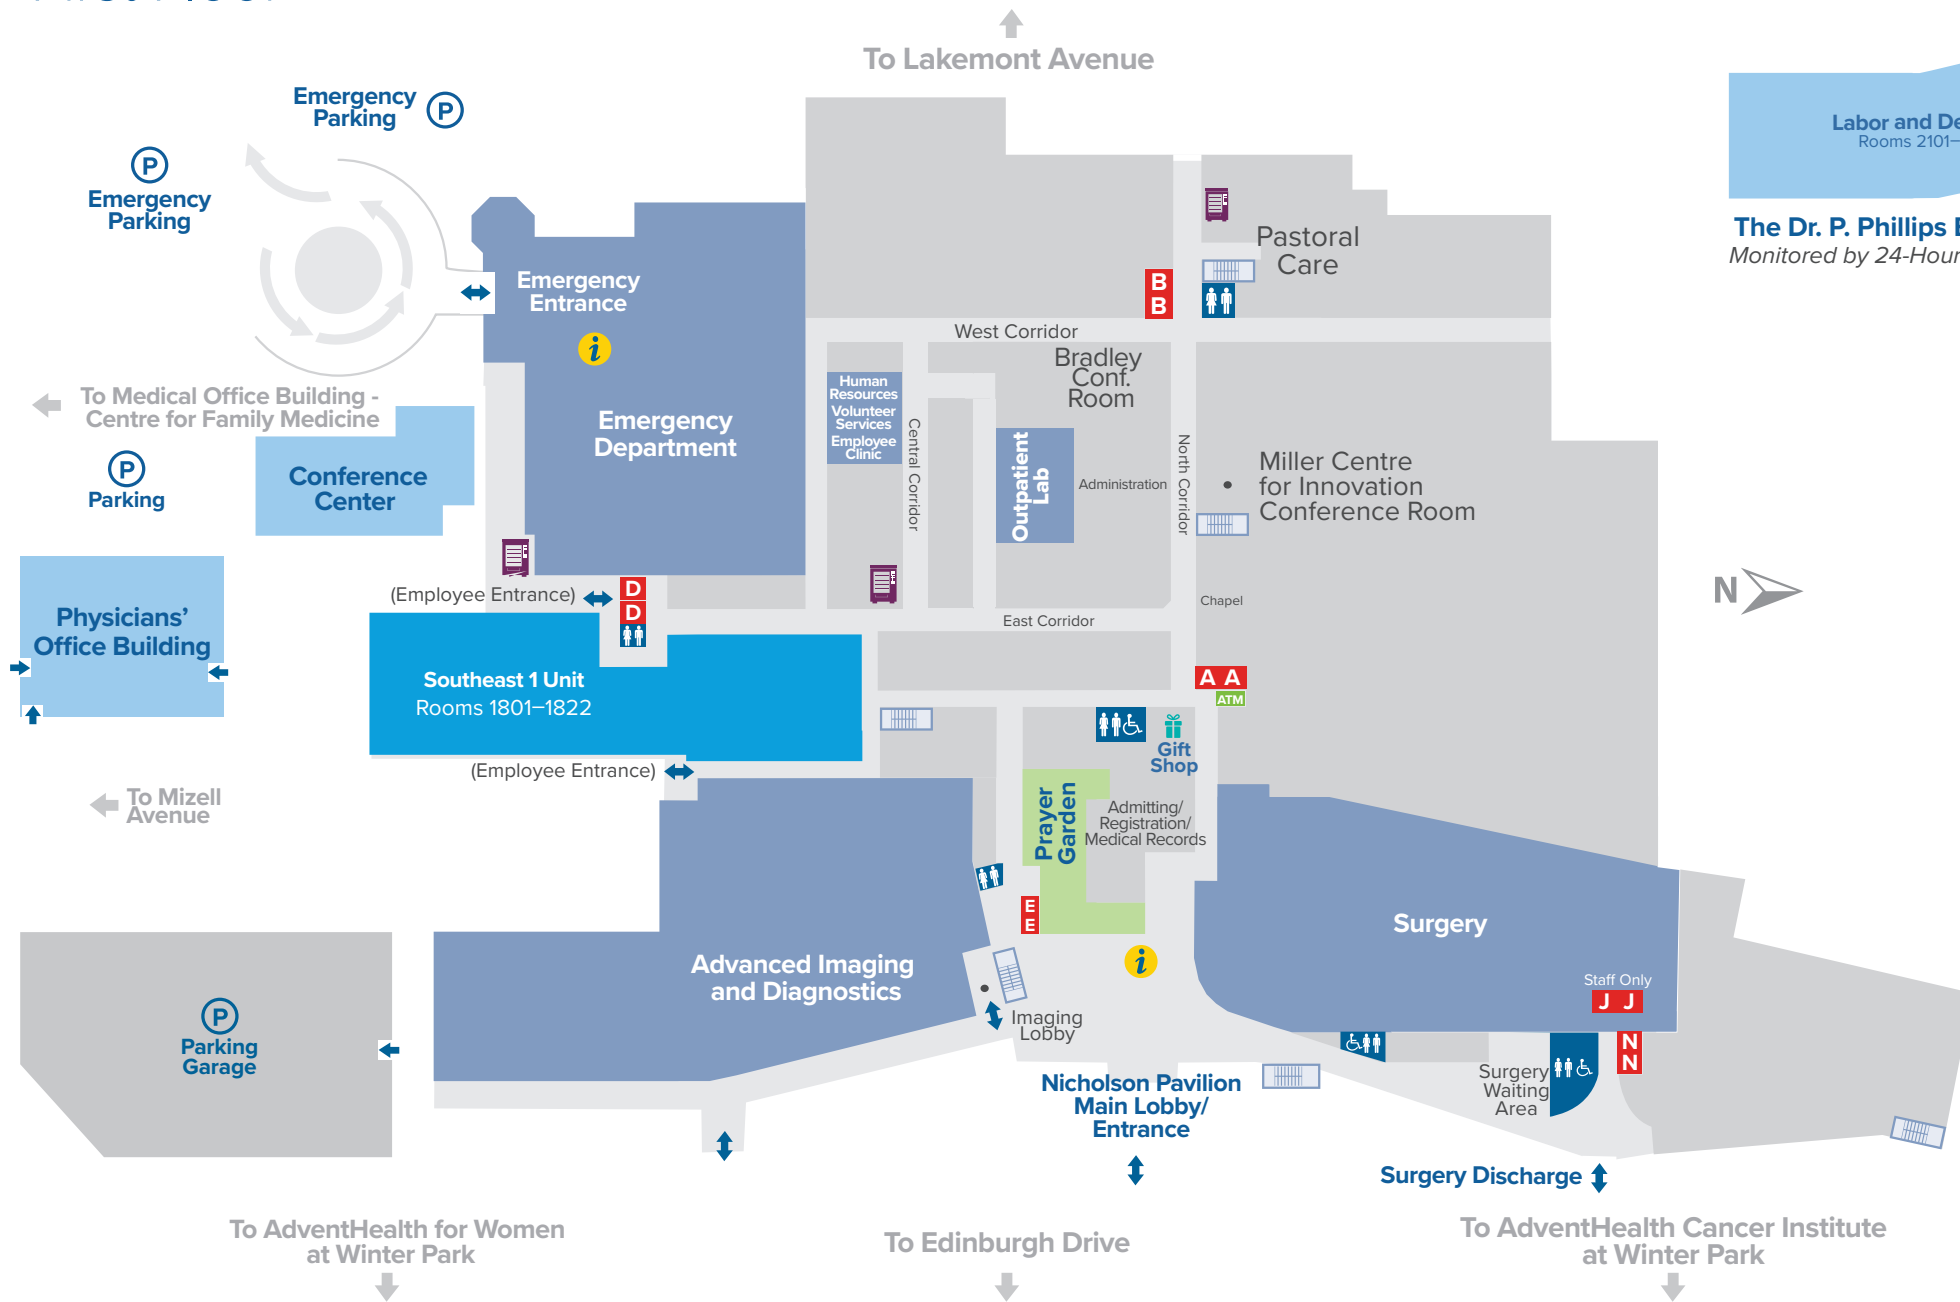 To Lakemont Avenue
Emergency
Parking
P
P
Emergency
Parking
Labor and De
Rooms 2101–
The Dr. P. Phillips
Monitored by 24-Hour
Pastoral
Care
Emergency
Entrance
i
B
B
West Corridor
Bradley
Conf.
Room
To Medical Office Building -
Centre for Family Medicine
Human
Resources
Volunteer
Services
Employee
Clinic
Emergency
Department
Central Corridor
Outpatient
Lab
Administration
North Corridor
Miller Centre
for Innovation
Conference Room
P
Parking
Conference
Center
(Employee Entrance)
D
D
N
Chapel
East Corridor
Physicians’
Office Building
Southeast 1 Unit
Rooms 1801–1822
A A
ATM
Gift
Shop
(Employee Entrance)
To Mizell
Avenue
Prayer
Garden
Admitting/
Registration/
Medical Records
E
E
Surgery
i
Advanced Imaging
and Diagnostics
Staff Only
J J
P
Parking
Garage
Imaging
Lobby
N
N
Surgery
Waiting
Area
Nicholson Pavilion
Main Lobby/
Entrance
Surgery Discharge
To AdventHealth for Women
at Winter Park
To Edinburgh Drive
To AdventHealth Cancer Institute
at Winter Park